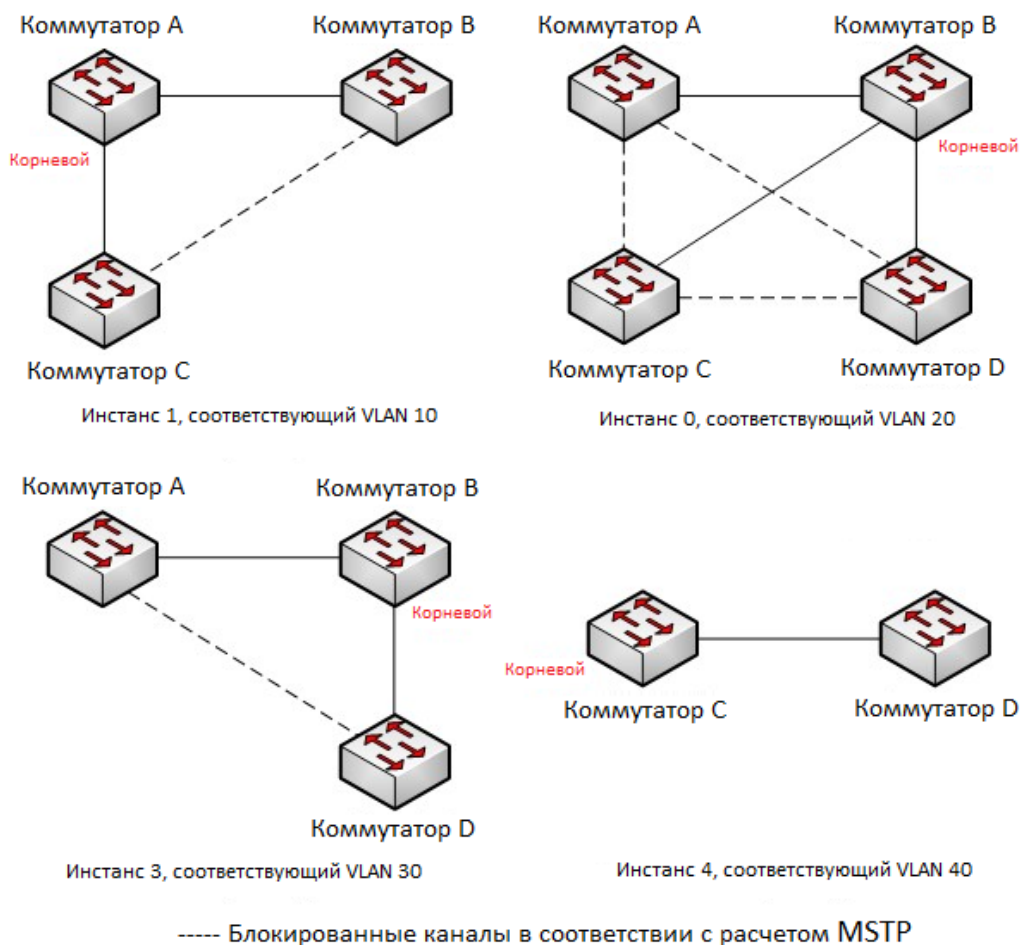 Коммутатор A
Коммутатор B
Корневой
Коммутатор C
Инстанс 1, соответствующий VLAN 10
Коммутатор A
Коммутатор B
Корневой
Коммутатор C
Коммутатор D
Инстанс 0, соответствующий VLAN 20
Коммутатор A
Коммутатор B
Корневой
Коммутатор D
Инстанс 3, соответствующий VLAN 30
Корневой
Коммутатор C
Коммутатор D
Инстанс 4, соответствующий VLAN 40
----- Блокированные каналы в соответствии с расчетом MSTP